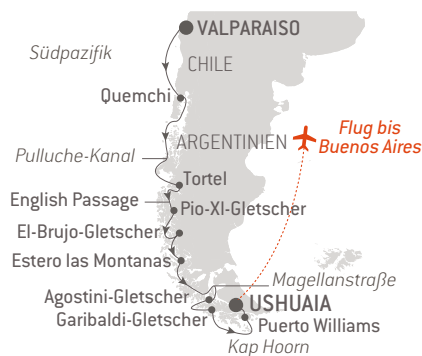 VALPARAISO
Südpazifik
CHILE
Quemchi
Flug bis
Buenos Aires
ARGENTINIEN
Pulluche-Kanal
Tortel
English Passage
Pio-XI-Gletscher
El-Brujo-Gletscher
Estero las Montanas
Magellanstraße
Agostini-Gletscher
USHUAIA
Garibaldi-Gletscher
Puerto Williams
Kap Hoorn